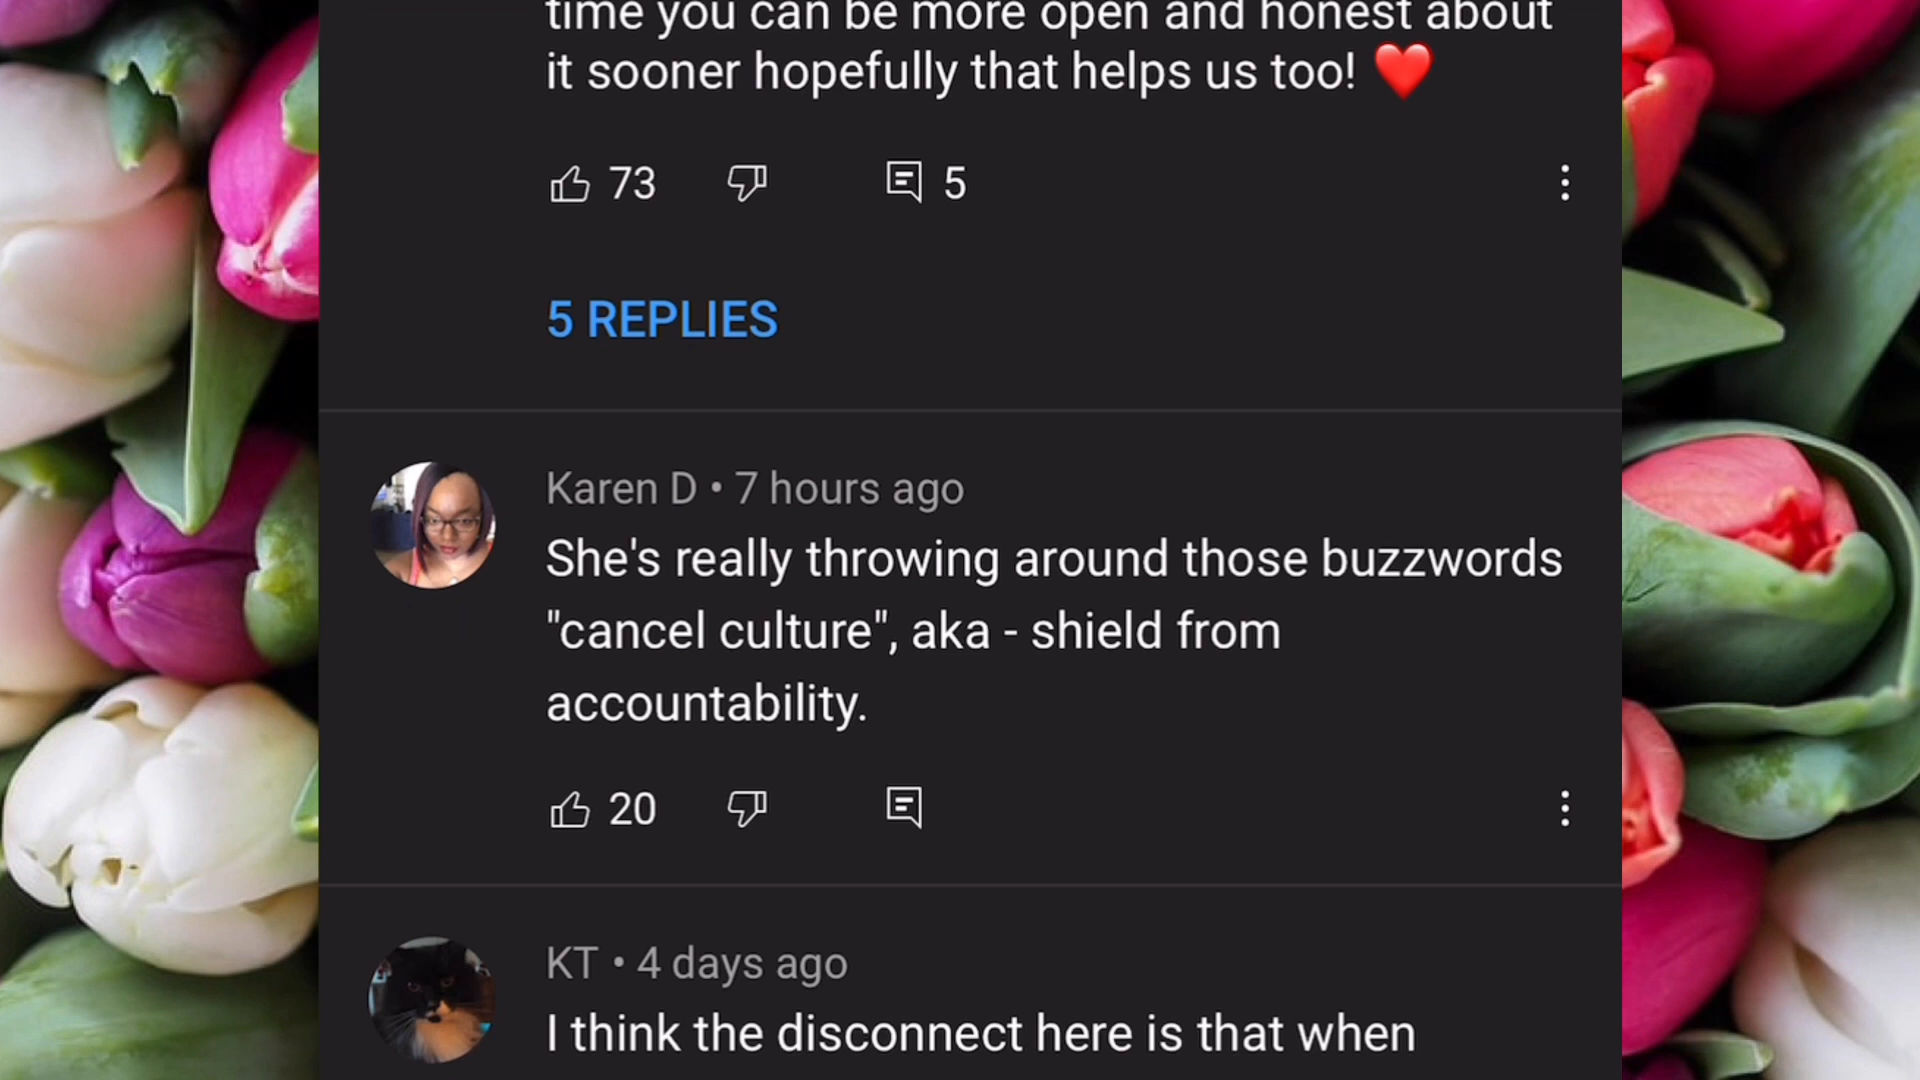 time you can be more open and honest about
it sooner hopefully that helps us too! ❤️
73
5
5 REPLIES
Karen D • 7 hours ago
She's really throwing around those buzzwords
"cancel culture", aka - shield from
accountability.
20
KT • 4 days ago
I think the disconnect here is that when